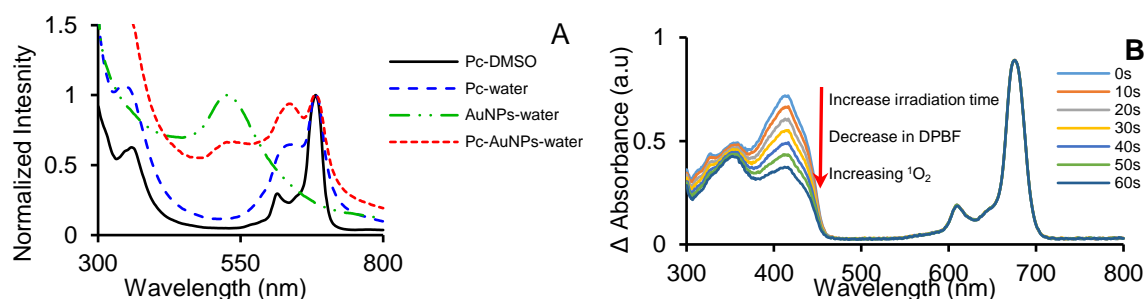 A
Normalized Intesnity
1.5
1
0.5
0
300
550
800
Wavelength (nm)
Pc-DMSO
Pc-water
AuNPs-water
Pc-AuNPs-water
B
Δ Absorbance (a.u)
1
0.5
0
300
400
500
600
700
800
Wavelength (nm)
Increase irradiation time
Decrease in DPBF
Increasing ¹O₂
0s
10s
20s
30s
40s
50s
60s